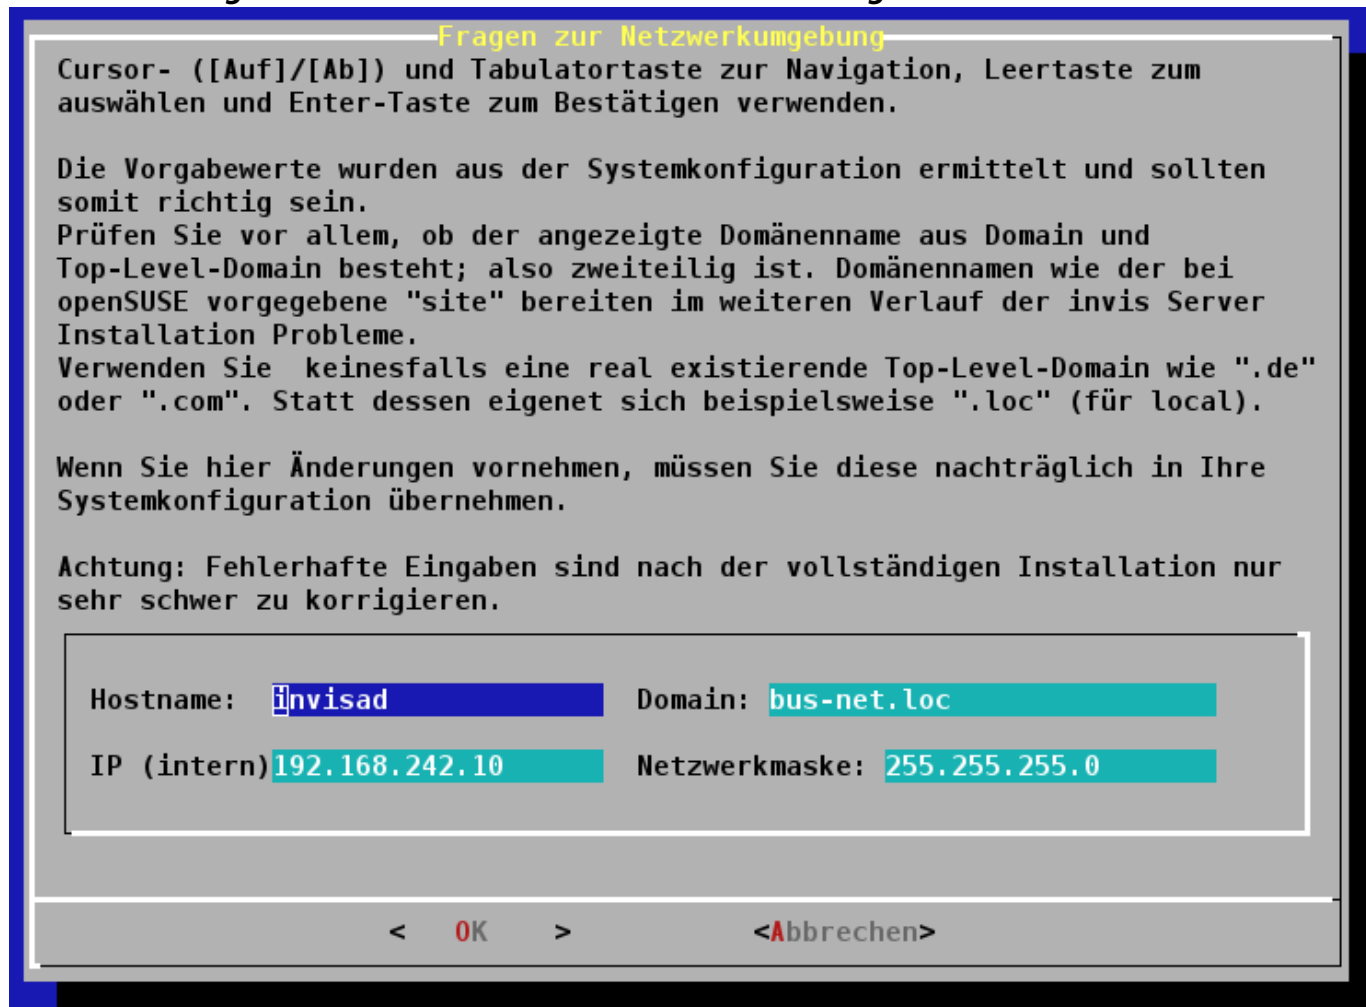 Fragen zur Netzwerkumgebung
Cursor- ([Auf]/[Ab]) und Tabulatortaste zur Navigation, Leertaste zum
auswählen und Enter-Taste zum Bestätigen verwenden.
Die Vorgabewerte wurden aus der Systemkonfiguration ermittelt und sollten
somit richtig sein.
Prüfen Sie vor allem, ob der angezeigte Domänenname aus Domain und
Top-Level-Domain besteht; also zweiteilig ist. Domänennamen wie der bei
openSUSE vorgegebene "site" bereiten im weiteren Verlauf der invis Server
Installation Probleme.
Verwenden Sie  keinesfalls eine real existierende Top-Level-Domain wie ".de"
oder ".com". Statt dessen eigenet sich beispielsweise ".loc" (für local).
Wenn Sie hier Änderungen vornehmen, müssen Sie diese nachträglich in Ihre
Systemkonfiguration übernehmen.
Achtung: Fehlerhafte Eingaben sind nach der vollständigen Installation nur
sehr schwer zu korrigieren.
Hostname: invisad Domain: bus-net.loc
IP (intern) 192.168.242.10 Netzwerkmaske: 255.255.255.0
< OK > <Abbrechen>